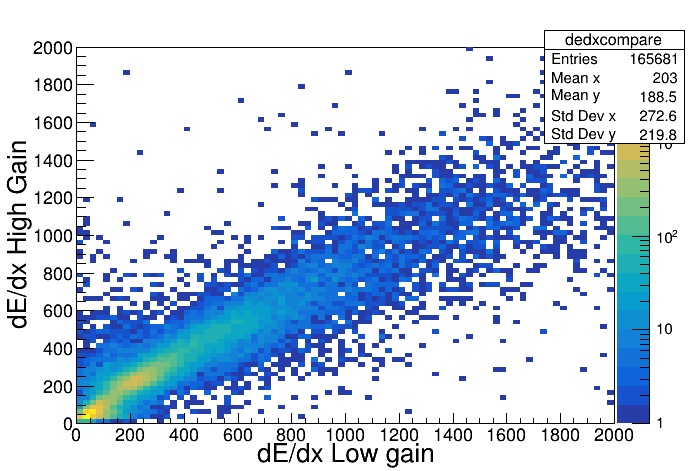 dedxcompare
Entries 165681
Mean x 203
Mean y 188.5
Std Dev x 272.6
Std Dev y 219.8
2000
1800
1600
1400
1200
1000
800
600
400
200
0
dE/dx High Gain
0 200 400 600 800 1000 1200 1400 1600 1800 2000
dE/dx Low gain
10²
10
1